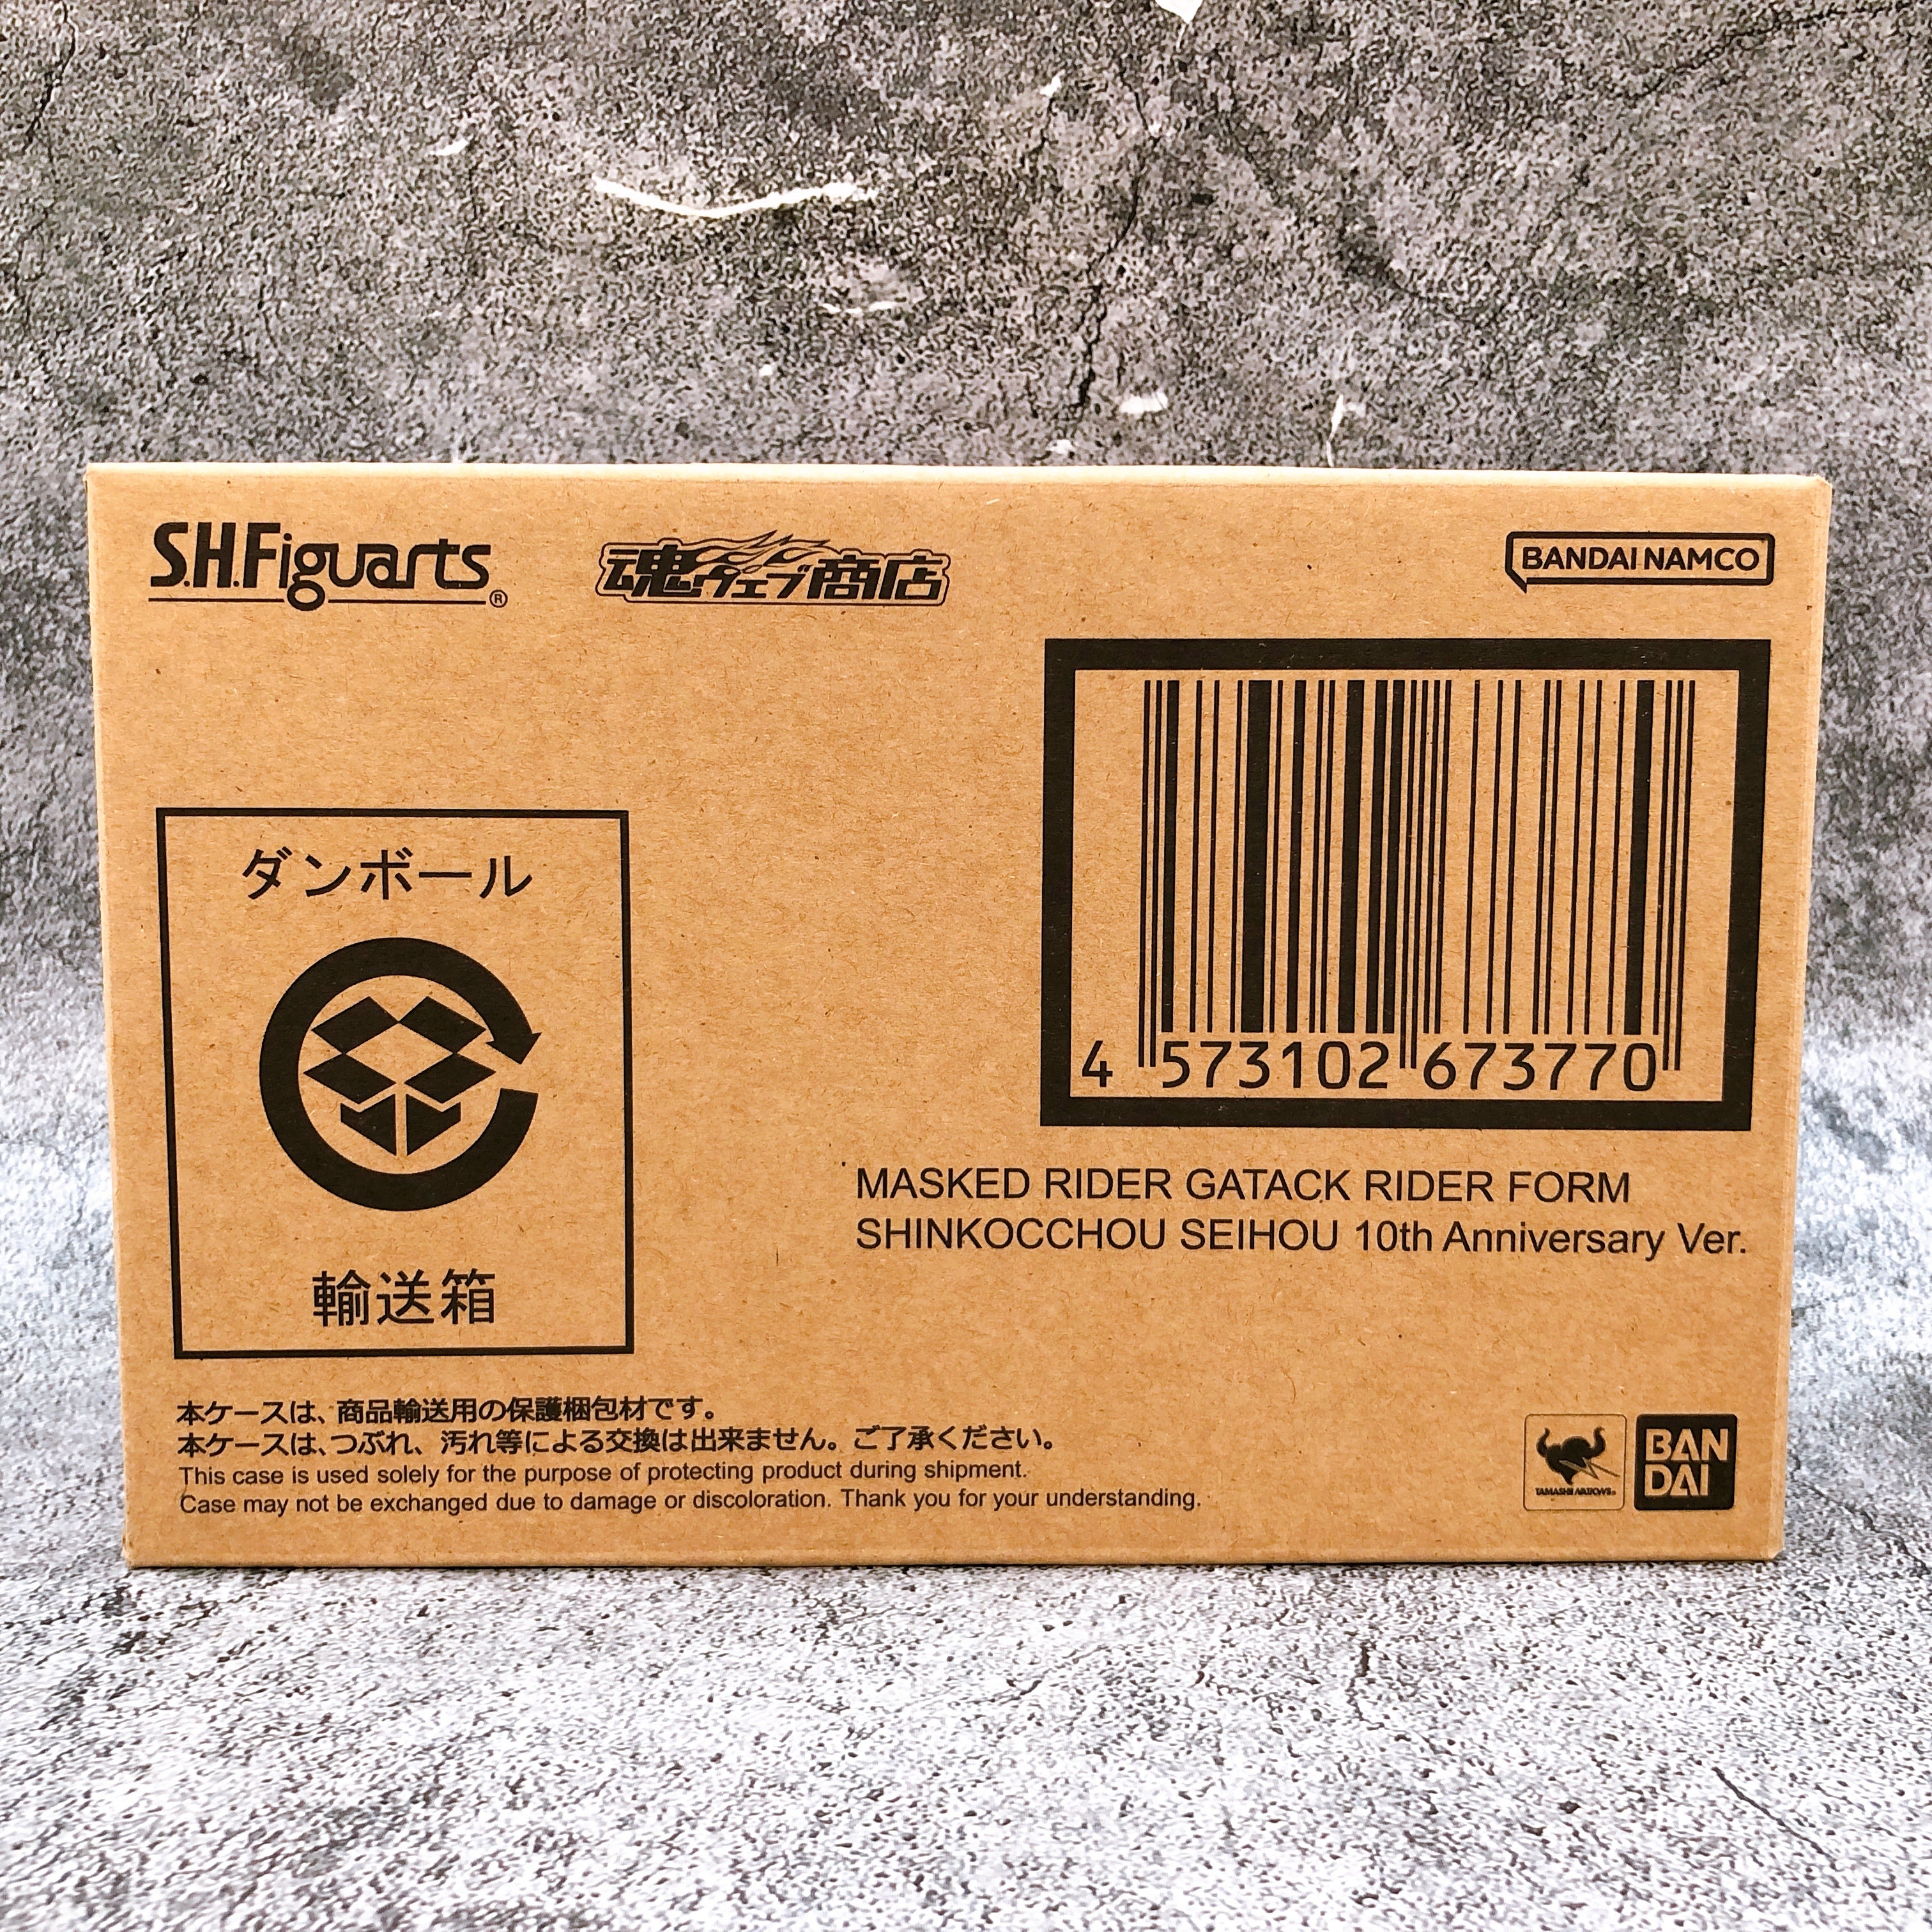 S.H.Figuarts®
魂ウェブ商店
BANDAI NAMCO
4 573102 673770
ダンボール
輸送箱
MASKED RIDER GATACK RIDER FORM
SHINKOCCHOU SEIHOU 10th Anniversary Ver.
本ケースは、商品輸送用の保護梱包材です。
本ケースは、つぶれ、汚れ等による交換は出来ません。ご了承ください。
This case is used solely for the purpose of protecting product during shipment.
Case may not be exchanged due to damage or discoloration. Thank you for your understanding.
TAMASHII NATIONS
BAN
DAI